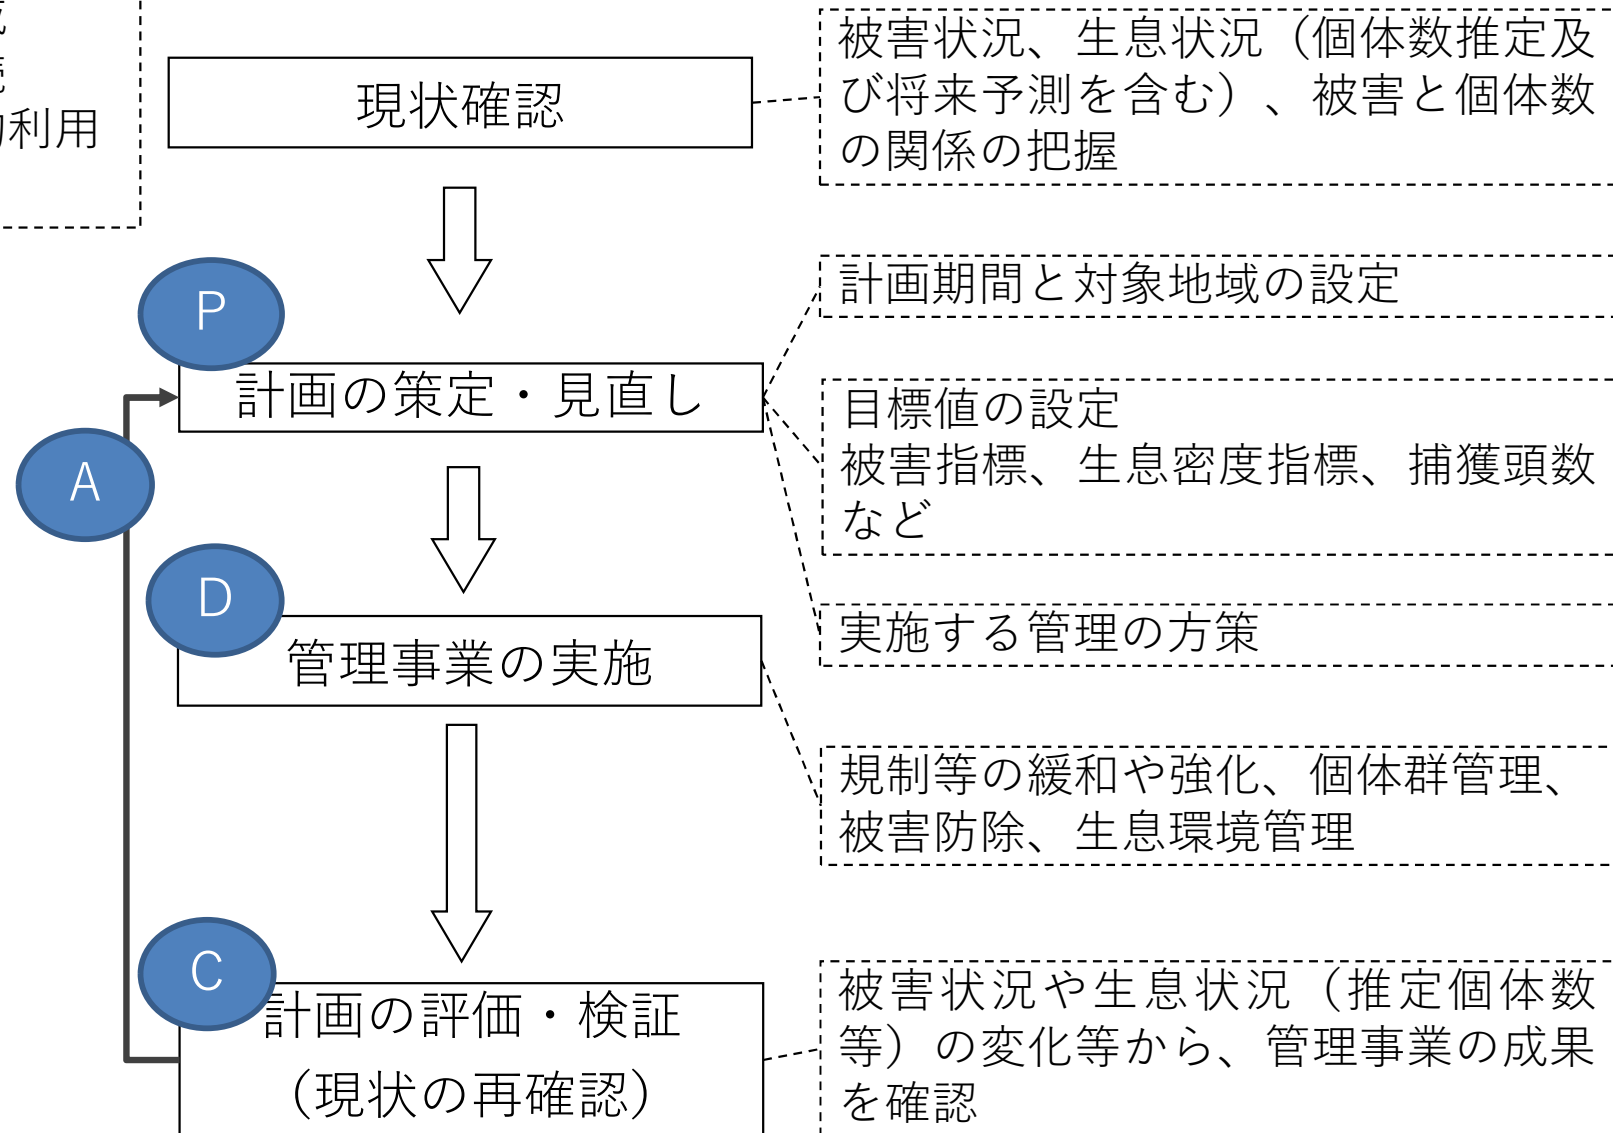 利用
現状確認
被害状況、生息状況（個体数推定及
び将来予測を含む）、被害と個体数
の関係の把握
P
計画の策定・見直し
計画期間と対象地域の設定
目標値の設定
被害指標、生息密度指標、捕獲頭数
など
A
D
管理事業の実施
実施する管理の方策
規制等の緩和や強化、個体群管理、
被害防除、生息環境管理
C
計画の評価・検証
（現状の再確認）
被害状況や生息状況（推定個体数
等）の変化等から、管理事業の成果
を確認